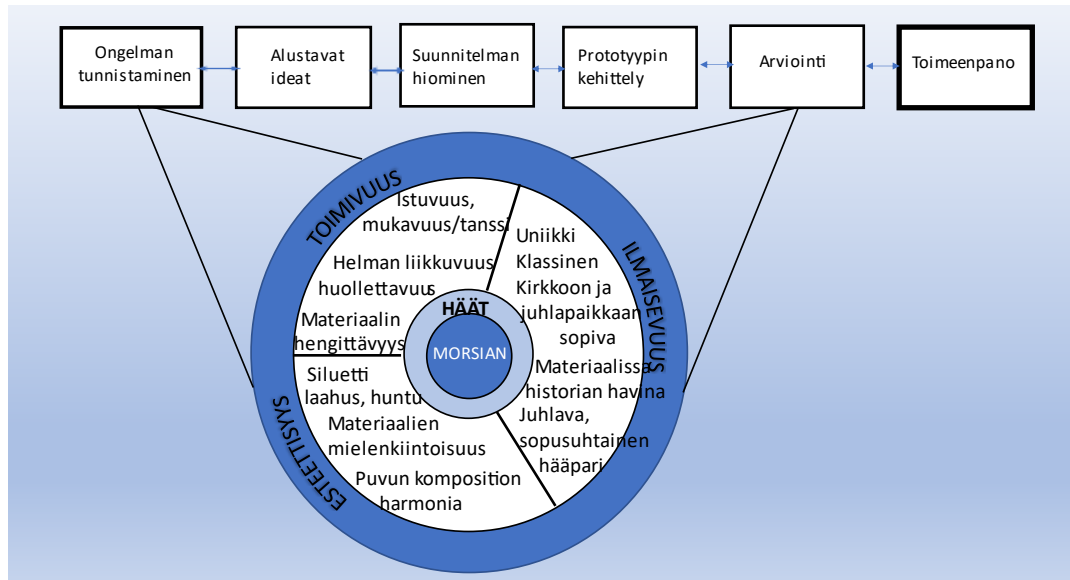 Ongelman
tunnistaminen
Alustavat
ideat
Suunnitelman
hiominen
Prototyypin
kehittely
Arviointi
Toimeenpano
TOIMIVUUS
Istuvuus,
mukavuus/tanssi
Helman liikkuvuus
huollettavuus
Materiaalin
hengittävyys
ILMAISEVUUS
Uniikki
Klassinen
Kirkkoon ja
juhlapaikkaan
sopiva
Materiaalissa
historian havina
Juhlava,
sopusuhtainen
hääpari
HÄÄT
MORSIAN
ESTEETTISYYS
Siluetti
laahus, huntu
Materiaalien
mielenkiintoisuus
Puvun komposition
harmonia